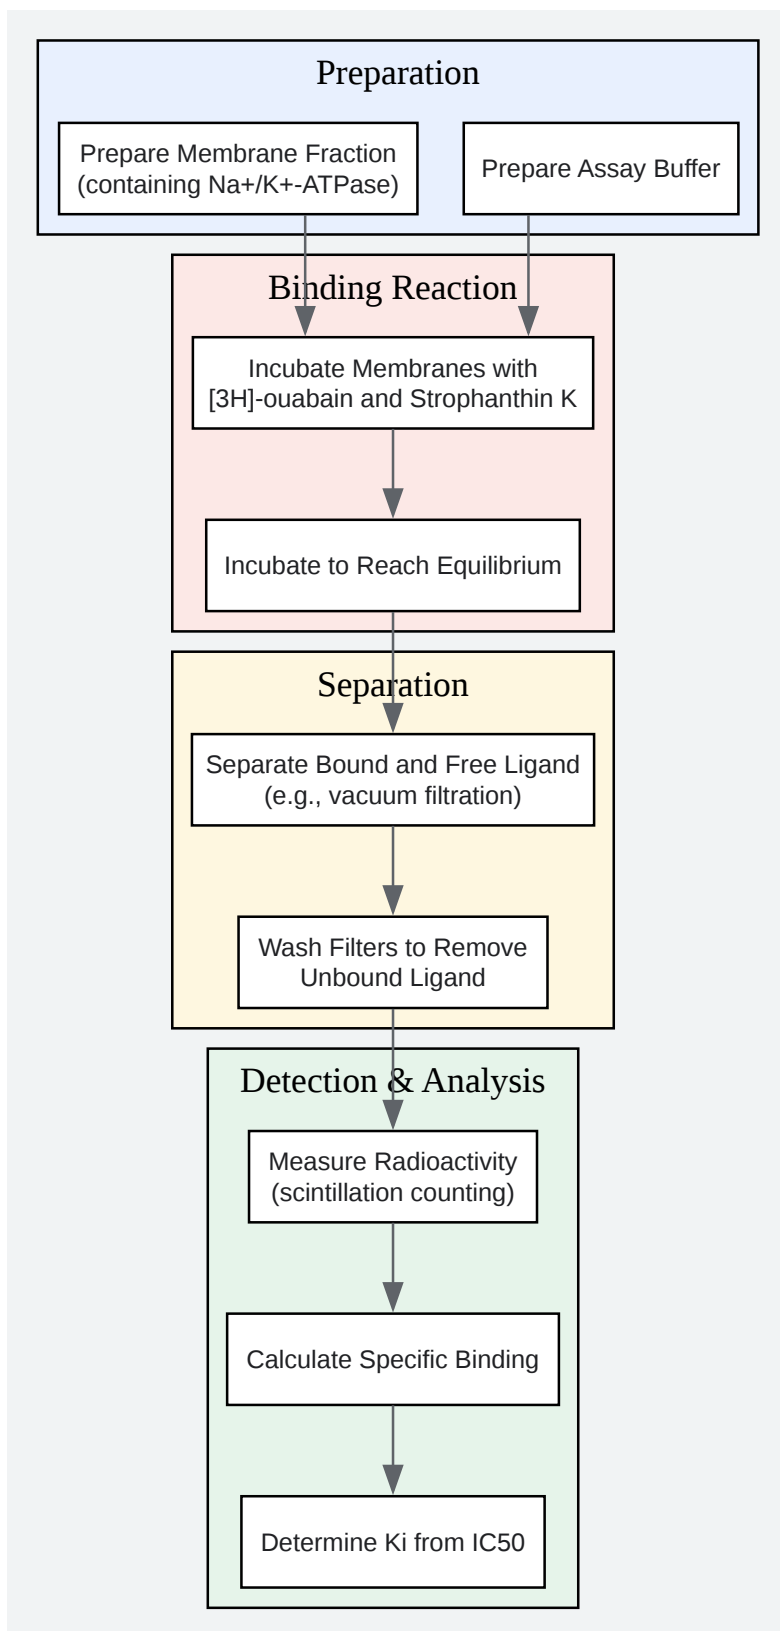 Preparation
Prepare Membrane Fraction
(containing Na+/K+-ATPase)
Prepare Assay Buffer
Binding Reaction
Incubate Membranes with
[3H]-ouabain and Strophanthin K
Incubate to Reach Equilibrium
Separation
Separate Bound and Free Ligand
(e.g., vacuum filtration)
Wash Filters to Remove
Unbound Ligand
Detection & Analysis
Measure Radioactivity
(scintillation counting)
Calculate Specific Binding
Determine Ki from IC50